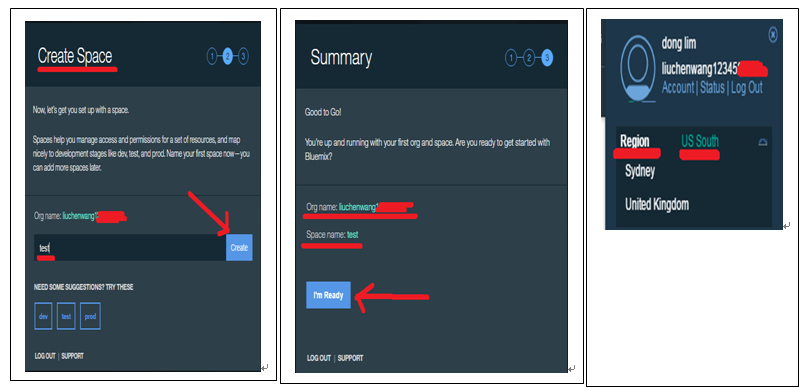 Create Space
1 2 3
Now, let's get you set up with a space.
Spaces help you manage access and permissions for a set of resources, and map
nicely to development stages like dev, test, and prod. Name your first space now – you
can add more spaces later.
Org name: liuchenwang12
test
Create
NEED SOME SUGGESTIONS? TRY THESE
dev test prod
LOG OUT | SUPPORT
Summary
1 2 3
Good to Go!
You're up and running with your first org and space. Are you ready to get started with
Bluemix?
Org name: liuchenwang1
Space name: test
I'm Ready
LOG OUT | SUPPORT
dong lim
liuchenwang12345
Account | Status | Log Out
Region US South
Sydney
United Kingdom